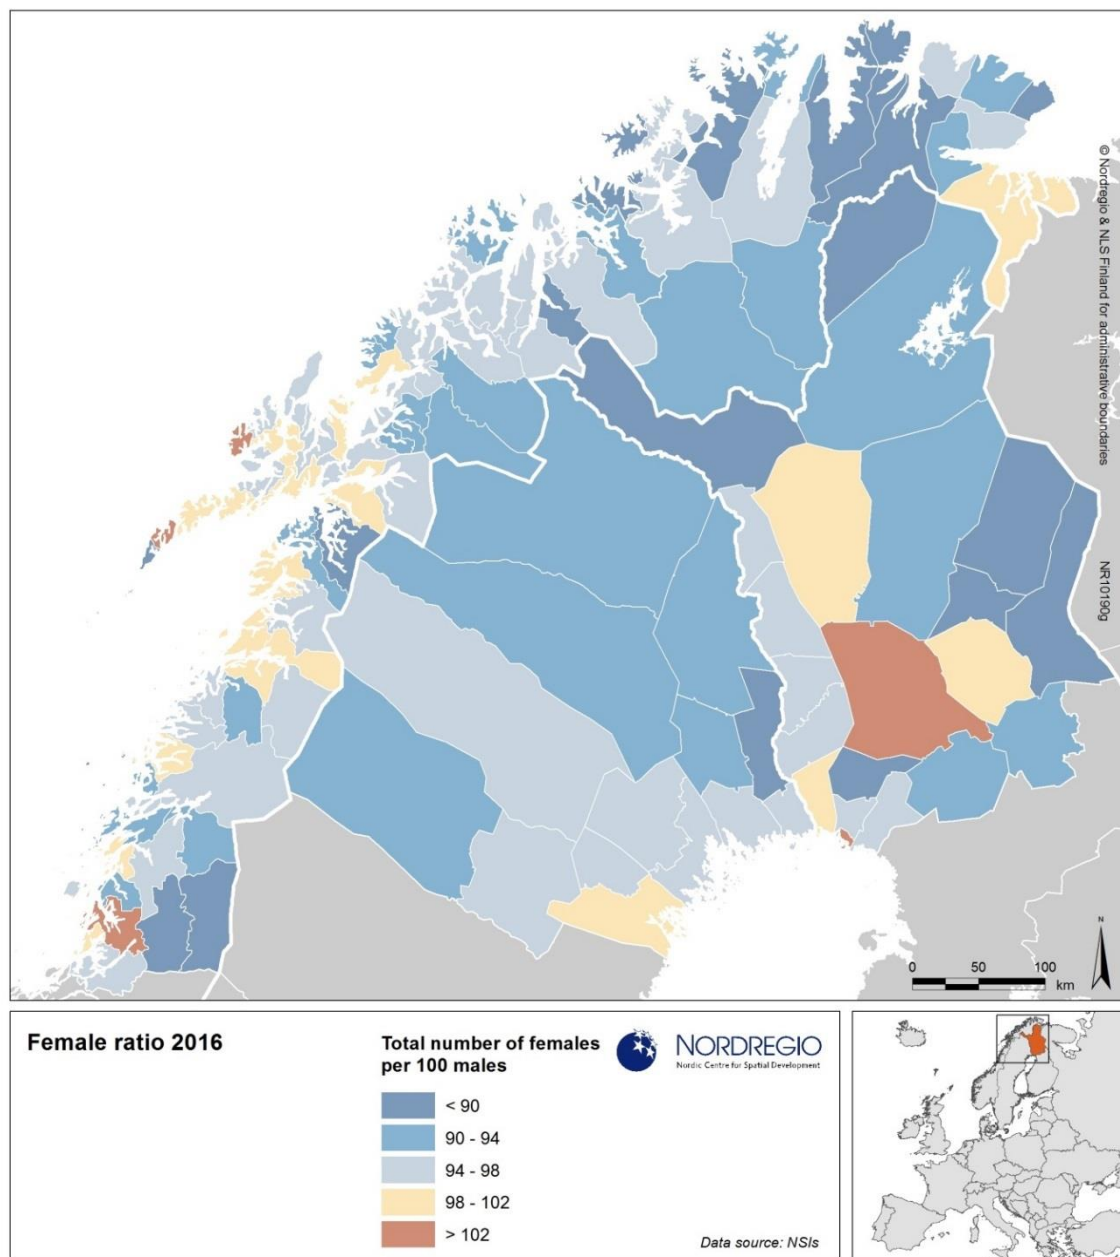 © Nordregio & NLS Finland for administrative boundaries
NR10190g
N
0 50 100
km
Female ratio 2016
Total number of females
per 100 males
< 90
90 - 94
94 - 98
98 - 102
> 102
NORDREGIO
Nordic Centre for Spatial Development
Data source: NSIs